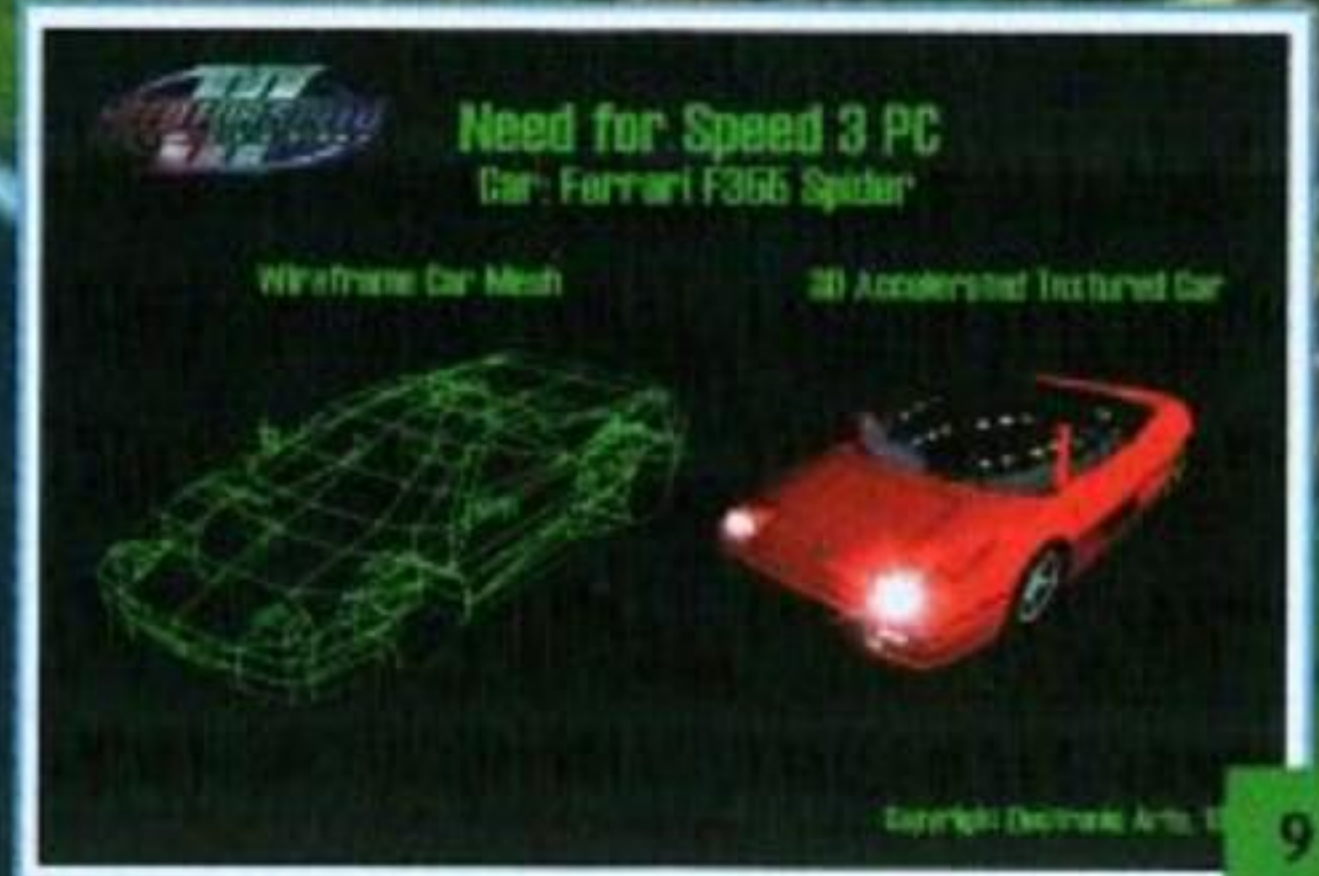 Need for Speed 3 PC
Car: Ferrari F355 Spider
Wireframe Car Mesh
3D Accelerated Textured Car
Copyright Electronic Arts,
9